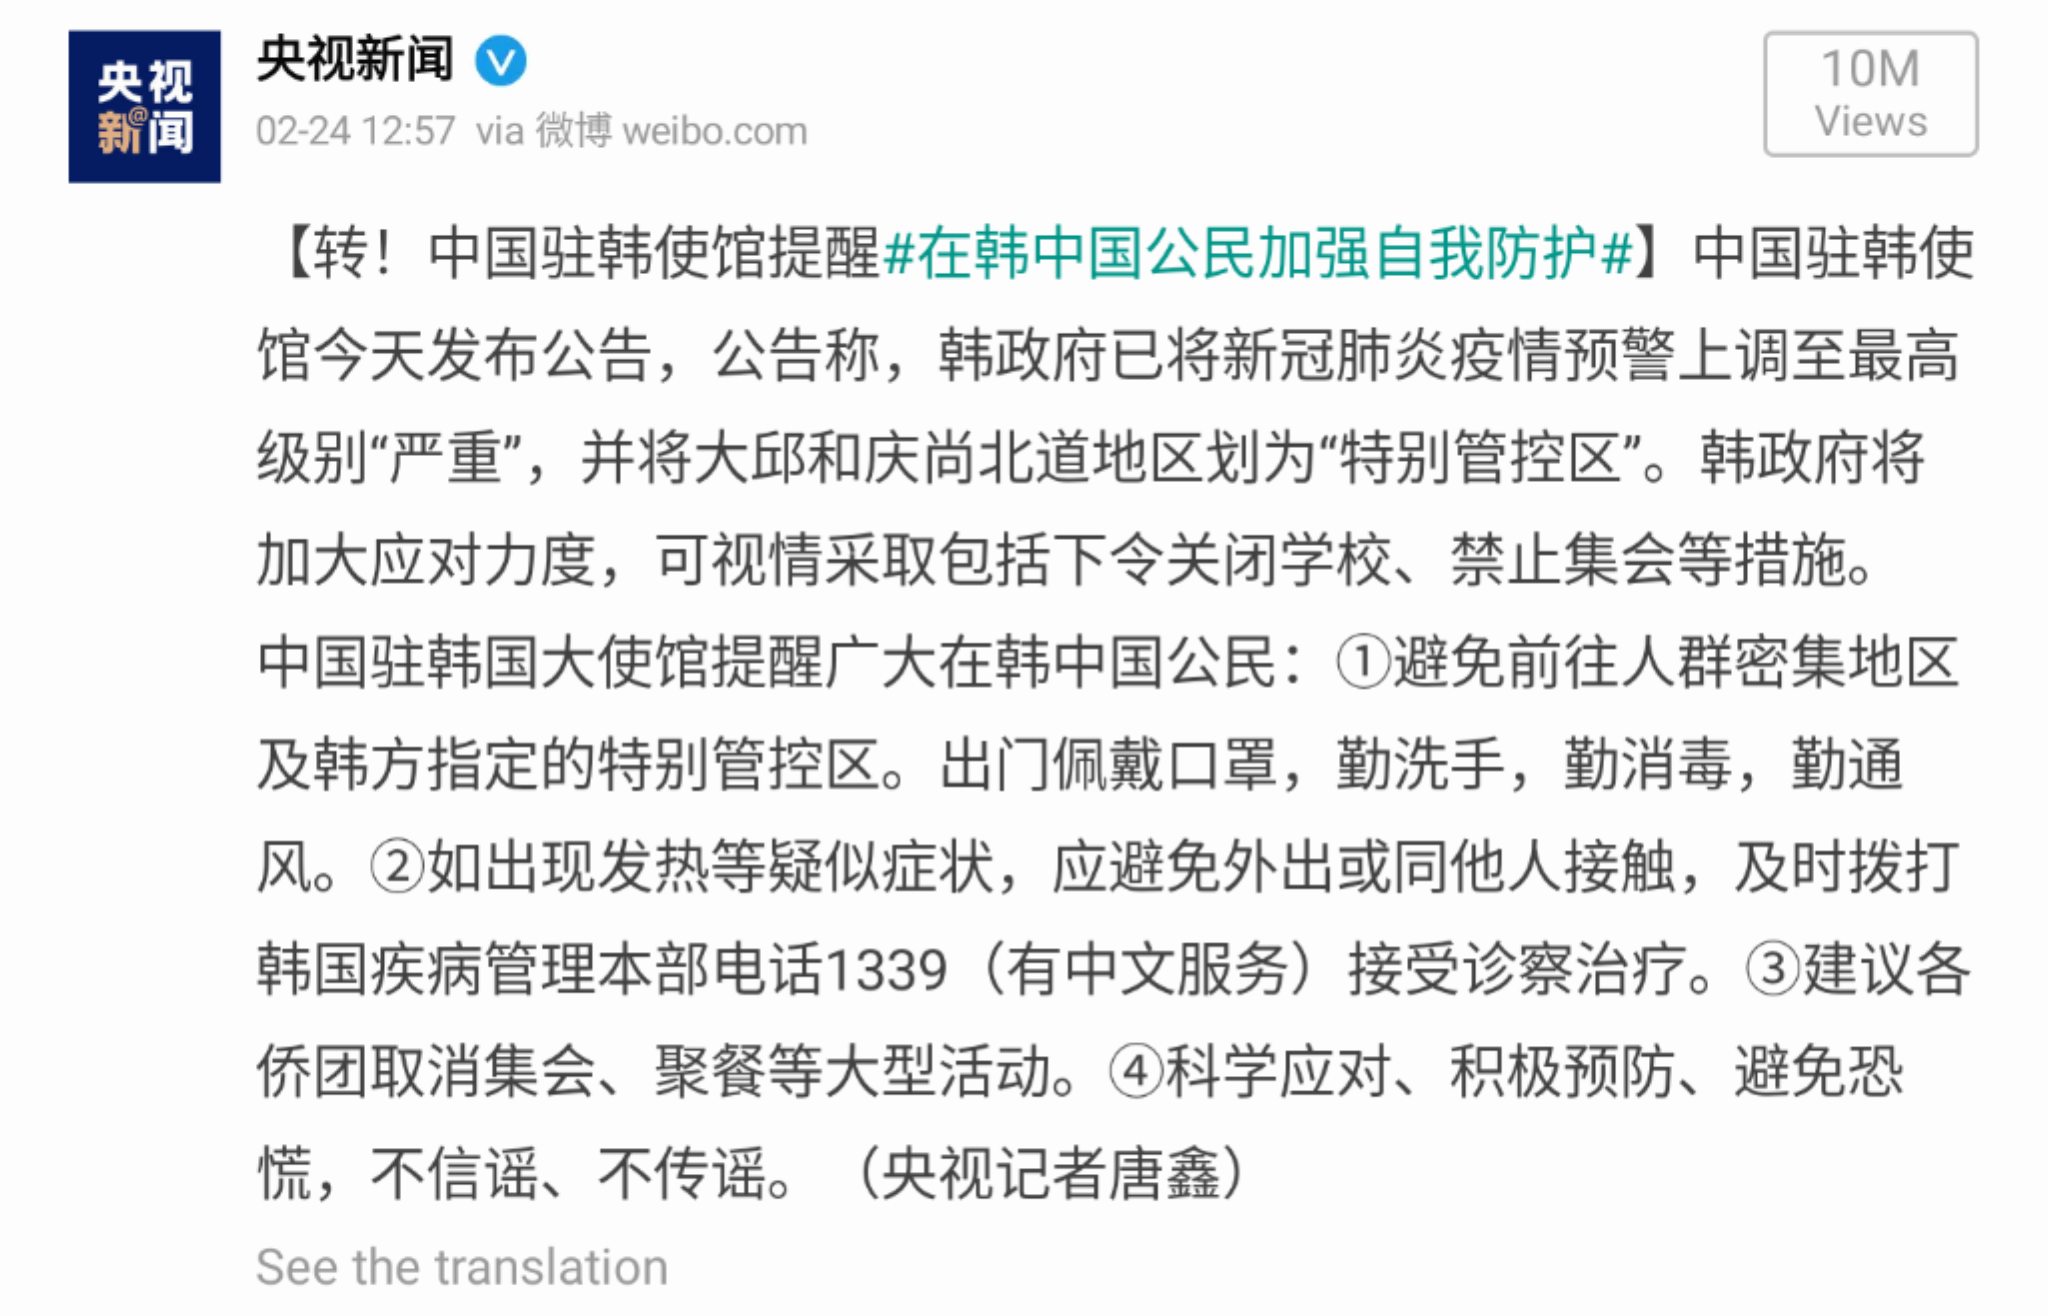 央视
新@闻
央视新闻
02-24 12:57 via 微博 weibo.com
10M
Views
【转！中国驻韩使馆提醒#在韩中国公民加强自我防护#】中国驻韩使
馆今天发布公告，公告称，韩政府已将新冠肺炎疫情预警上调至最高
级别“严重”，并将大邱和庆尚北道地区划为“特别管控区”。韩政府将
加大应对力度，可视情采取包括下令关闭学校、禁止集会等措施。
中国驻韩国大使馆提醒广大在韩中国公民：①避免前往人群密集地区
及韩方指定的特别管控区。出门佩戴口罩，勤洗手，勤消毒，勤通
风。②如出现发热等疑似症状，应避免外出或同他人接触，及时拨打
韩国疾病管理本部电话1339（有中文服务）接受诊察治疗。③建议各
侨团取消集会、聚餐等大型活动。④科学应对、积极预防、避免恐
慌，不信谣、不传谣。（央视记者唐鑫）
See the translation